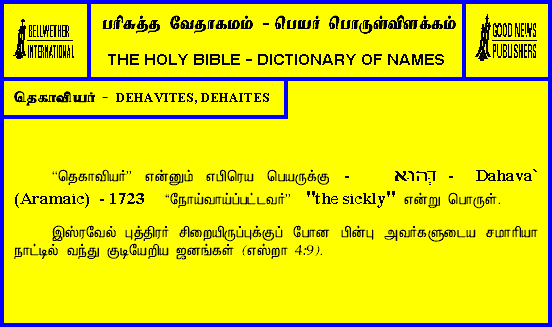 BELLWETHER
INTERNATIONAL
பரிசுத்த வேதாகமம் - பெயர் பொருள்விளக்கம்
THE HOLY BIBLE - DICTIONARY OF NAMES
GOOD NEWS
PUBLISHERS
தெகாவியர் - DEHAVITES, DEHAITES
“தெகாவியர்” என்னும் எபிரெய பெயருக்கு - דְּהָוֵא - Dahava`
(Aramaic) - 1723 “நோய்வாய்ப்பட்டவர்” "the sickly" என்று பொருள்.
இஸ்ரவேல் புத்திரர் சிறையிருப்புக்குப் போன பின்பு அவர்களுடைய சமாரியா
நாட்டில் வந்து குடியேறிய ஜனங்கள் (எஸ்றா 4:9).